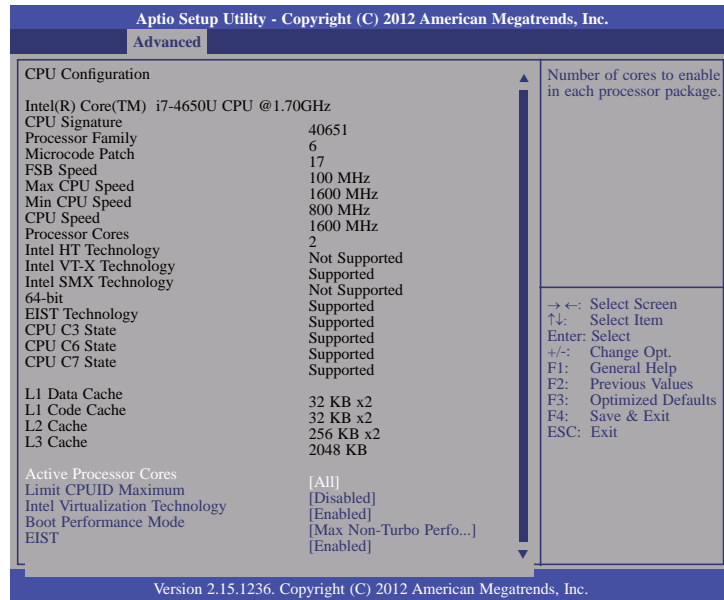 Aptio Setup Utility - Copyright (C) 2012 American Megatrends, Inc.
Advanced
CPU Configuration
Intel(R) Core(TM) i7-4650U CPU @1.70GHz
CPU Signature 40651
Processor Family 6
Microcode Patch 17
FSB Speed 100 MHz
Max CPU Speed 1600 MHz
Min CPU Speed 800 MHz
CPU Speed 1600 MHz
Processor Cores 2
Intel HT Technology Not Supported
Intel VT-X Technology Supported
Intel SMX Technology Not Supported
64-bit Supported
EIST Technology Supported
CPU C3 State Supported
CPU C6 State Supported
CPU C7 State Supported
L1 Data Cache 32 KB x2
L1 Code Cache 32 KB x2
L2 Cache 256 KB x2
L3 Cache 2048 KB
Active Processor Cores [All]
Limit CPUID Maximum [Disabled]
Intel Virtualization Technology [Enabled]
Boot Performance Mode [Max Non-Turbo Perfo...]
EIST [Enabled]
Number of cores to enable
in each processor package.
→←: Select Screen
↑↓: Select Item
Enter: Select
+/-: Change Opt.
F1: General Help
F2: Previous Values
F3: Optimized Defaults
F4: Save & Exit
ESC: Exit
Version 2.15.1236. Copyright (C) 2012 American Megatrends, Inc.